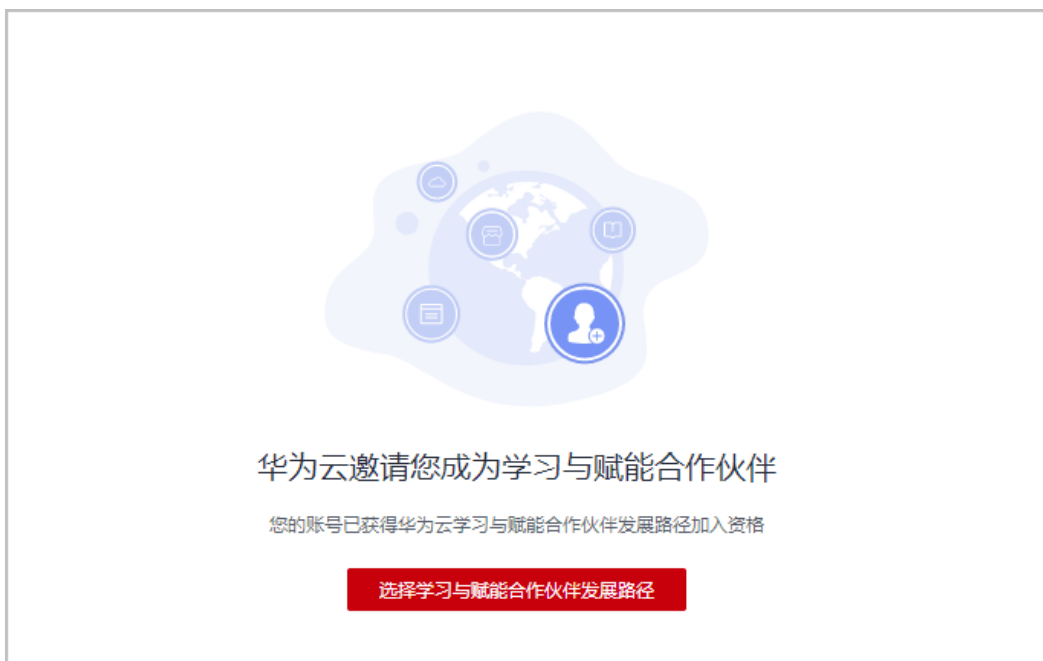 华为云邀请您成为学习与赋能合作伙伴
您的账号已获得华为云学习与赋能合作伙伴发展路径加入资格
选择学习与赋能合作伙伴发展路径